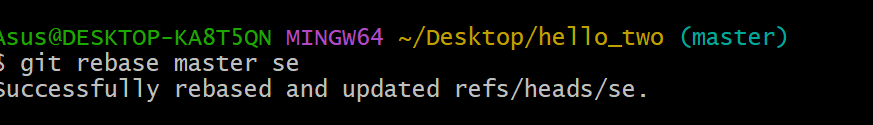 Asus@DESKTOP-KA8T5QN MINGW64 ~/Desktop/hello_two (master)
$ git rebase master se
Successfully rebased and updated refs/heads/se.